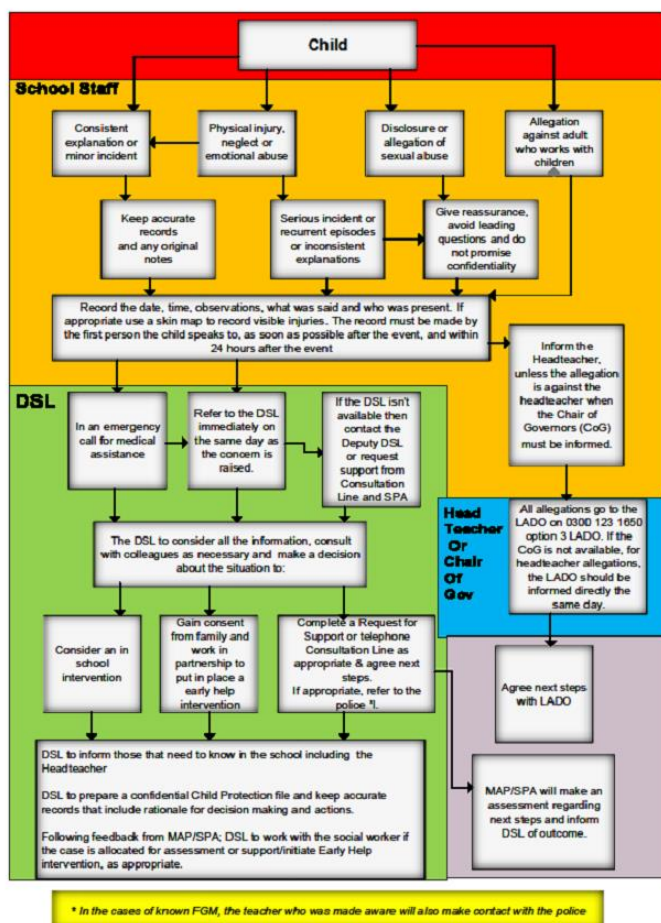 Child
School Staff
Consistent
explanation or
minor incident
Physical injury,
neglect or
emotional abuse
Disclosure or
allegation of
sexual abuse
Allegation
against adult
who works with
children
Keep accurate
records
and any original
notes
Serious incident or
recurrent episodes
or inconsistent
explanations
Give reassurance,
avoid leading
questions and do
not promise
confidentiality
Record the date, time, observations, what was said and who was present. If
appropriate use a skin map to record visible injuries. The record must be made by
the first person the child speaks to, as soon as possible after the event, and within
24 hours after the event
Inform the
Headteacher,
unless the allegation
is against the
headteacher when
the Chair of
Governors (CoG)
must be informed.
DSL
In an emergency
call for medical
assistance
Refer to the DSL
immediately on
the same day as
the concern is
raised.
If the DSL isn't
available then
contact the
Deputy DSL
or request
support from
Consultation
Line and SPA
Head
Teacher
Or
Chair
Of
Gov
All allegations go to the
LADO on 0300 123 1650
option 3 LADO. If the
CoG is not available, for
headteacher allegations,
the LADO should be
informed directly the
same day.
The DSL to consider all the information, consult
with colleagues as necessary and make a decision
about the situation to:
Consider an in
school
intervention
Gain consent
from family and
work in
partnership to
put in place a
early help
intervention
Complete a Request for
Support or telephone
Consultation Line as
appropriate & agree next
steps.
If appropriate, refer to the
police *I.
Agree next steps
with LADO
DSL to inform those that need to know in the school including the
Headteacher
DSL to prepare a confidential Child Protection file and keep accurate
records that include rationale for decision making and actions.
Following feedback from MAP/SPA; DSL to work with the social worker if
the case is allocated for assessment or support/initiate Early Help
intervention, as appropriate.
MAP/SPA will make an
assessment regarding
next steps and inform
DSL of outcome.
* In the cases of known FGM, the teacher who was made aware will also make contact with the police